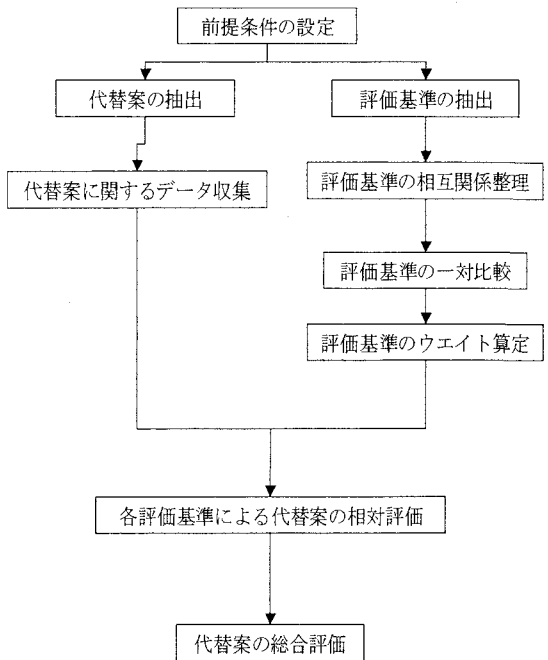 前提条件の設定
代替案の抽出
評価基準の抽出
代替案に関するデータ収集
評価基準の相互関係整理
評価基準の一対比較
評価基準のウエイト算定
各評価基準による代替案の相対評価
代替案の総合評価